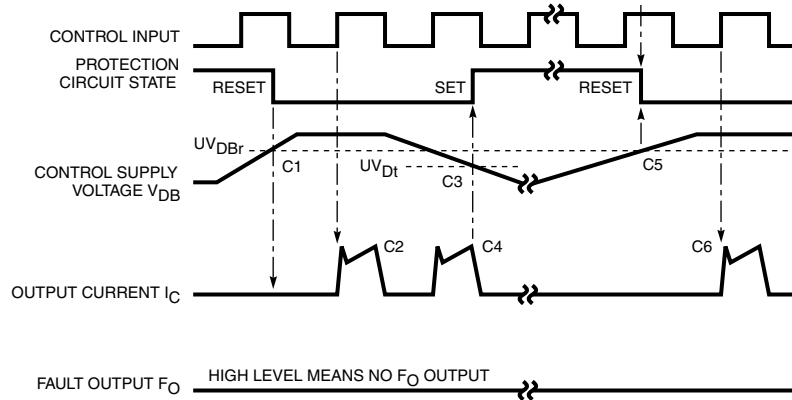 CONTROL INPUT
PROTECTION
CIRCUIT STATE
RESET
SET
RESET
UVDBr
C1
UVDt
C3
C5
CONTROL SUPPLY
VOLTAGE VDB
C2
C4
C6
OUTPUT CURRENT IC
FAULT OUTPUT FO
HIGH LEVEL MEANS NO FO OUTPUT